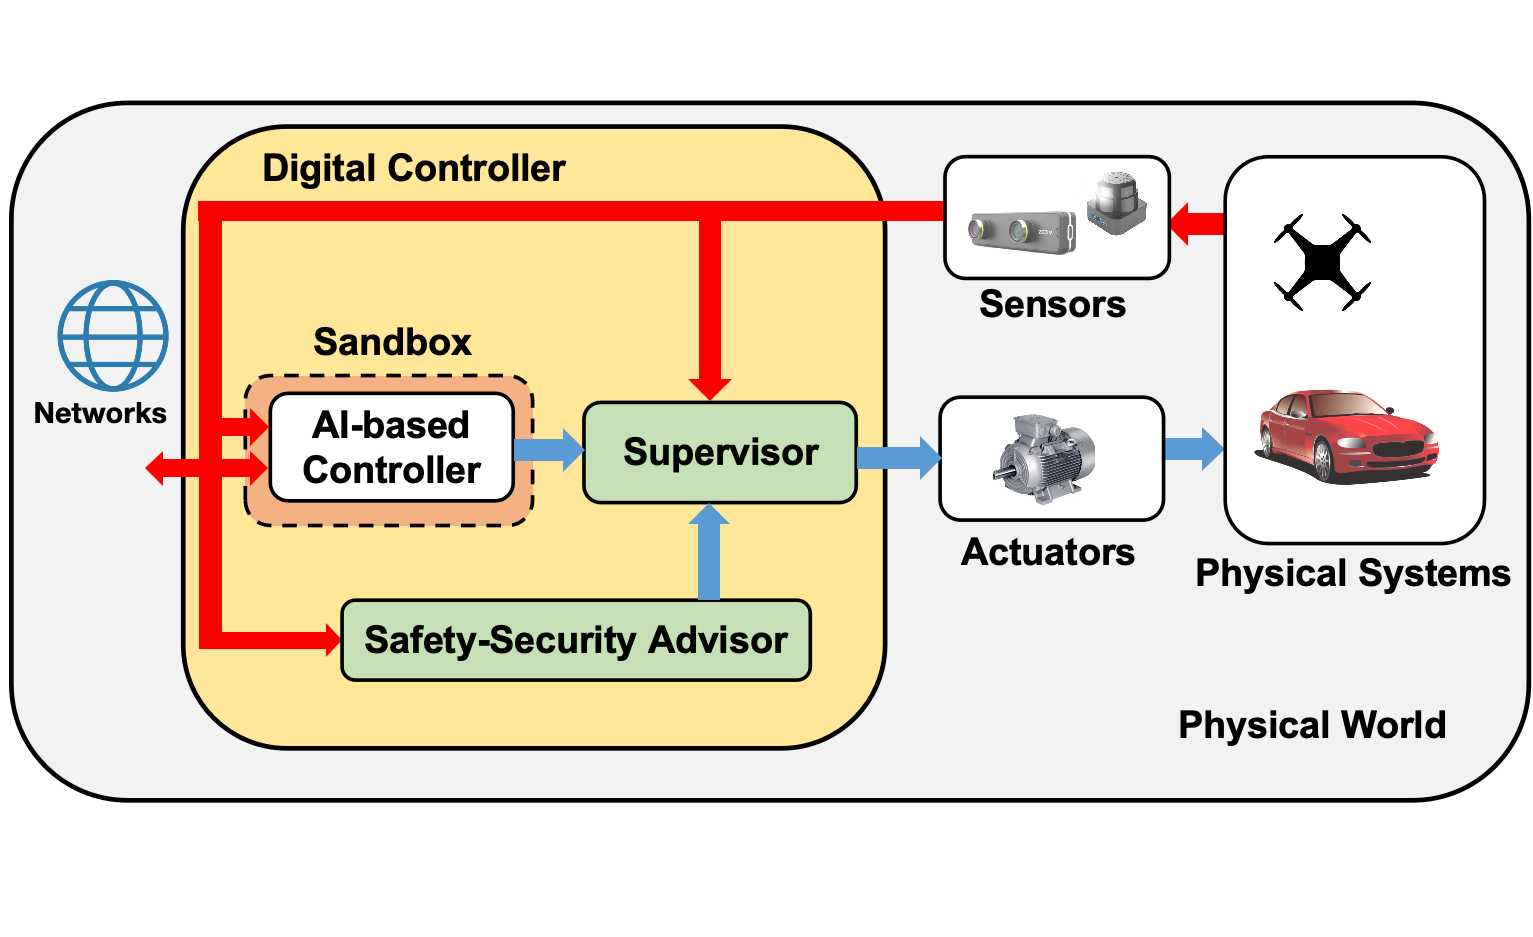 Digital Controller
Sensors
Sandbox
Networks
AI-based
Controller
Supervisor
Actuators
Physical Systems
Safety-Security Advisor
Physical World